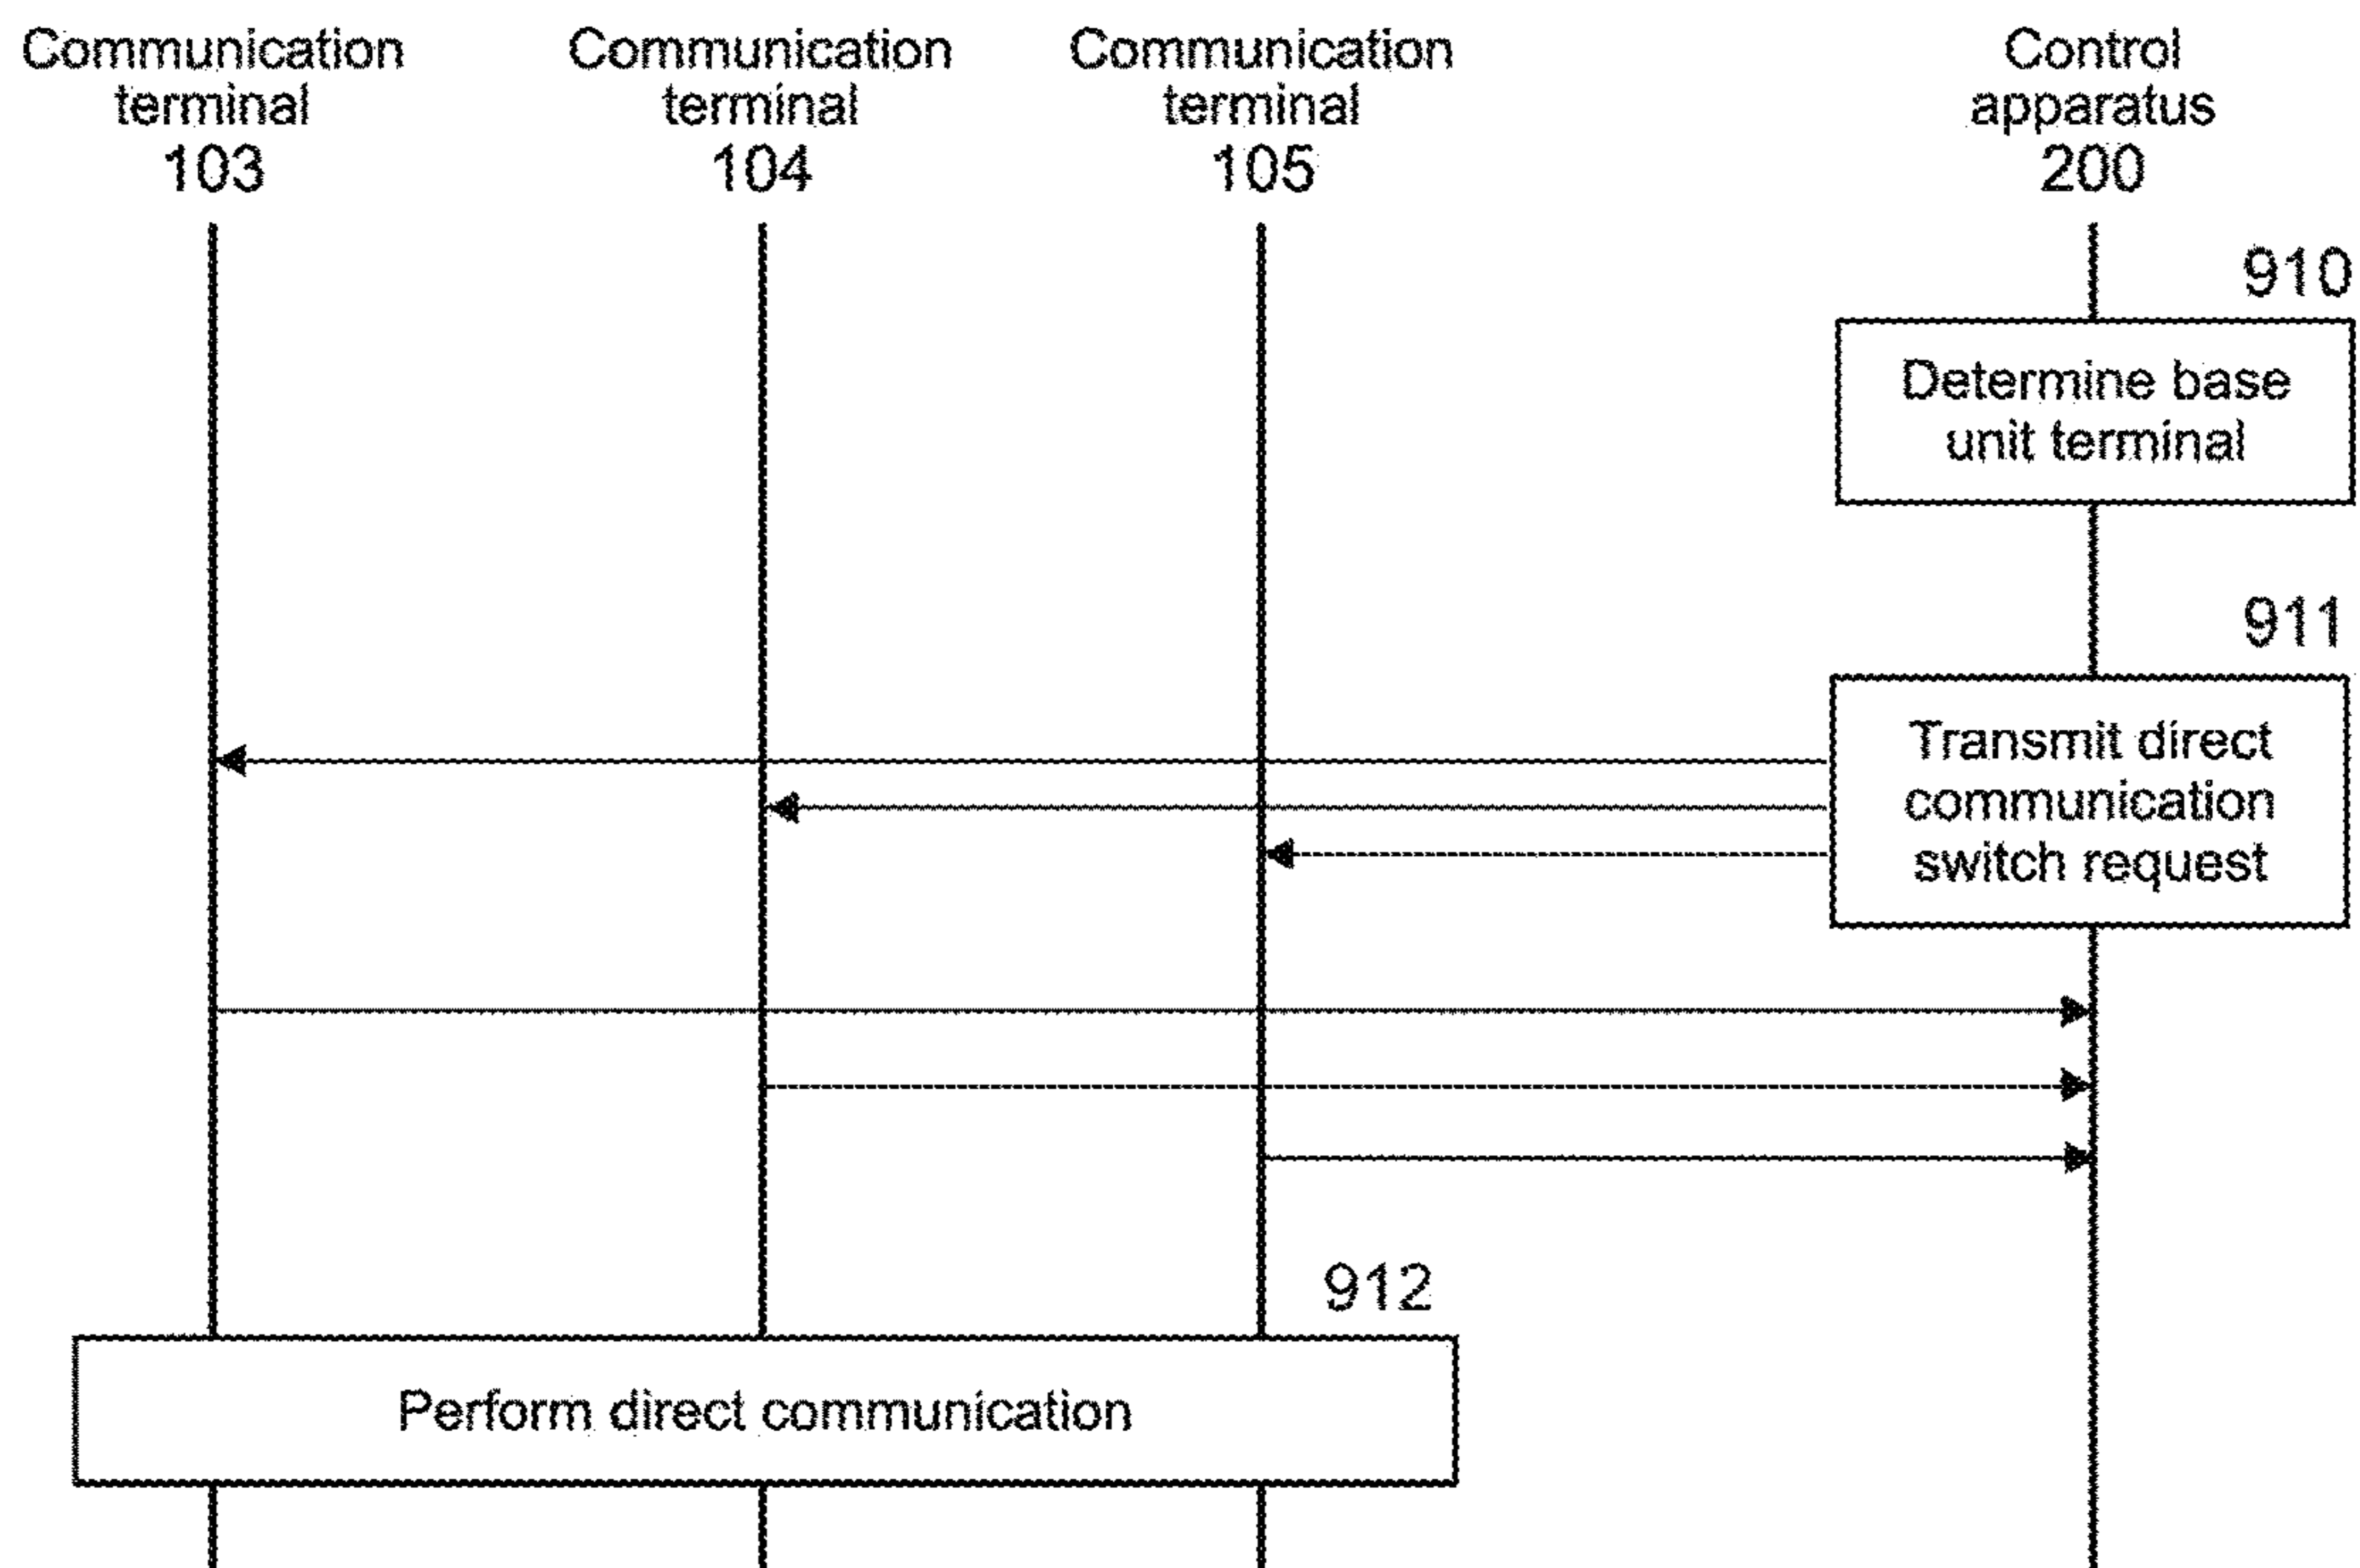 Communication
terminal
103
Communication
terminal
104
Communication
terminal
105
Control
apparatus
200
910
Determine base
unit terminal
911
Transmit direct
communication
switch request
912
Perform direct communication